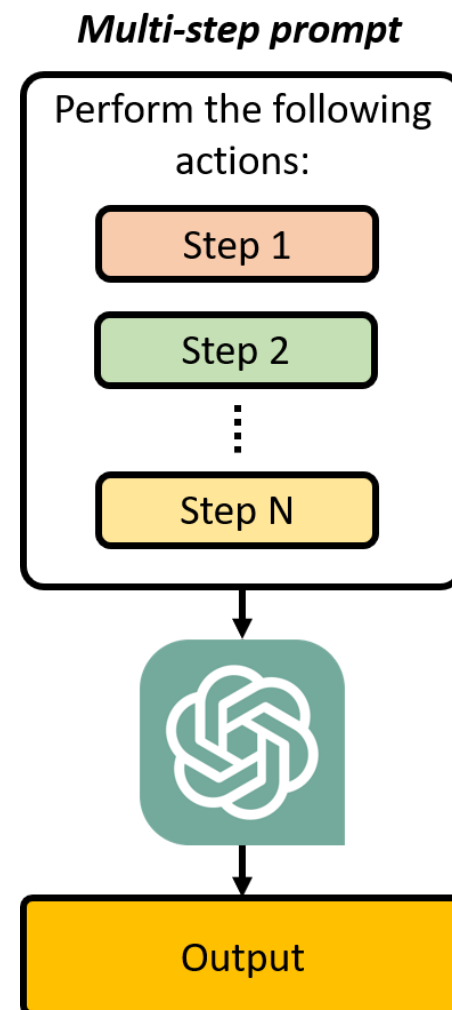 Multi-step prompt
Perform the following
actions:
Step 1
Step 2
Step N
Output